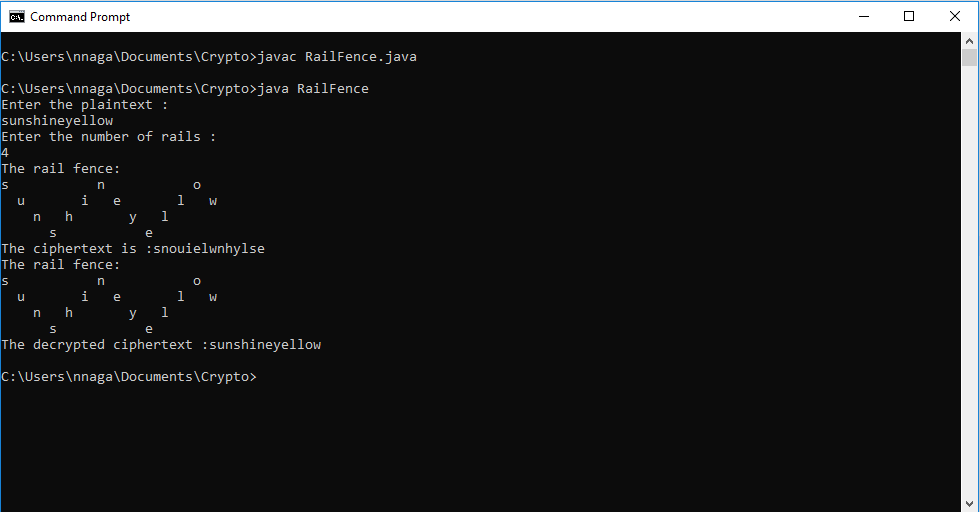 Command Prompt
C:\Users\nnaga\Documents\Crypto>javac RailFence.java
C:\Users\nnaga\Documents\Crypto>java RailFence
Enter the plaintext :
sunshineyellow
Enter the number of rails :
4
The rail fence:
s           n           o
  u       i   e       l   w
    n   h       y   l
      s           e
The ciphertext is :snouielwnhylse
The rail fence:
s           n           o
  u       i   e       l   w
    n   h       y   l
      s           e
The decrypted ciphertext :sunshineyellow
C:\Users\nnaga\Documents\Crypto>